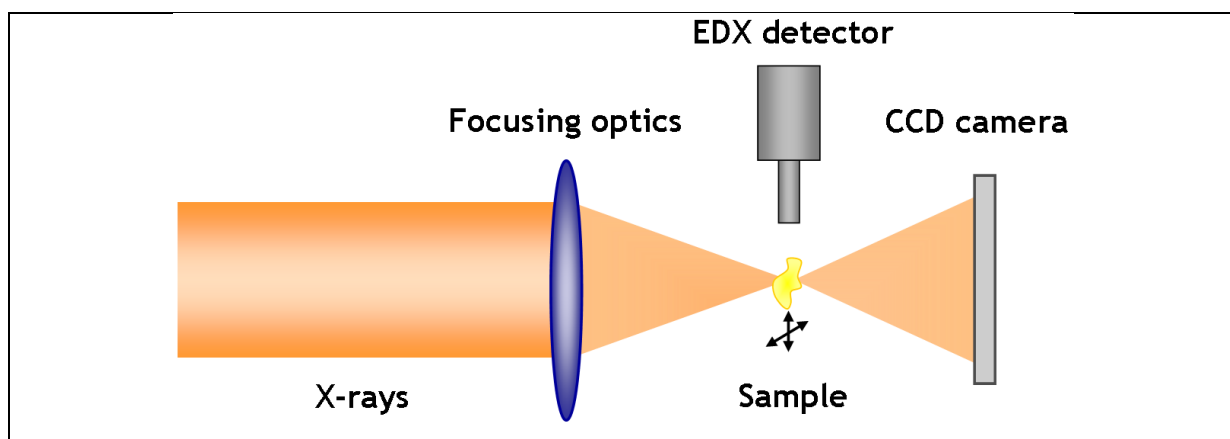 EDX detector
Focusing optics
CCD camera
X-rays
Sample